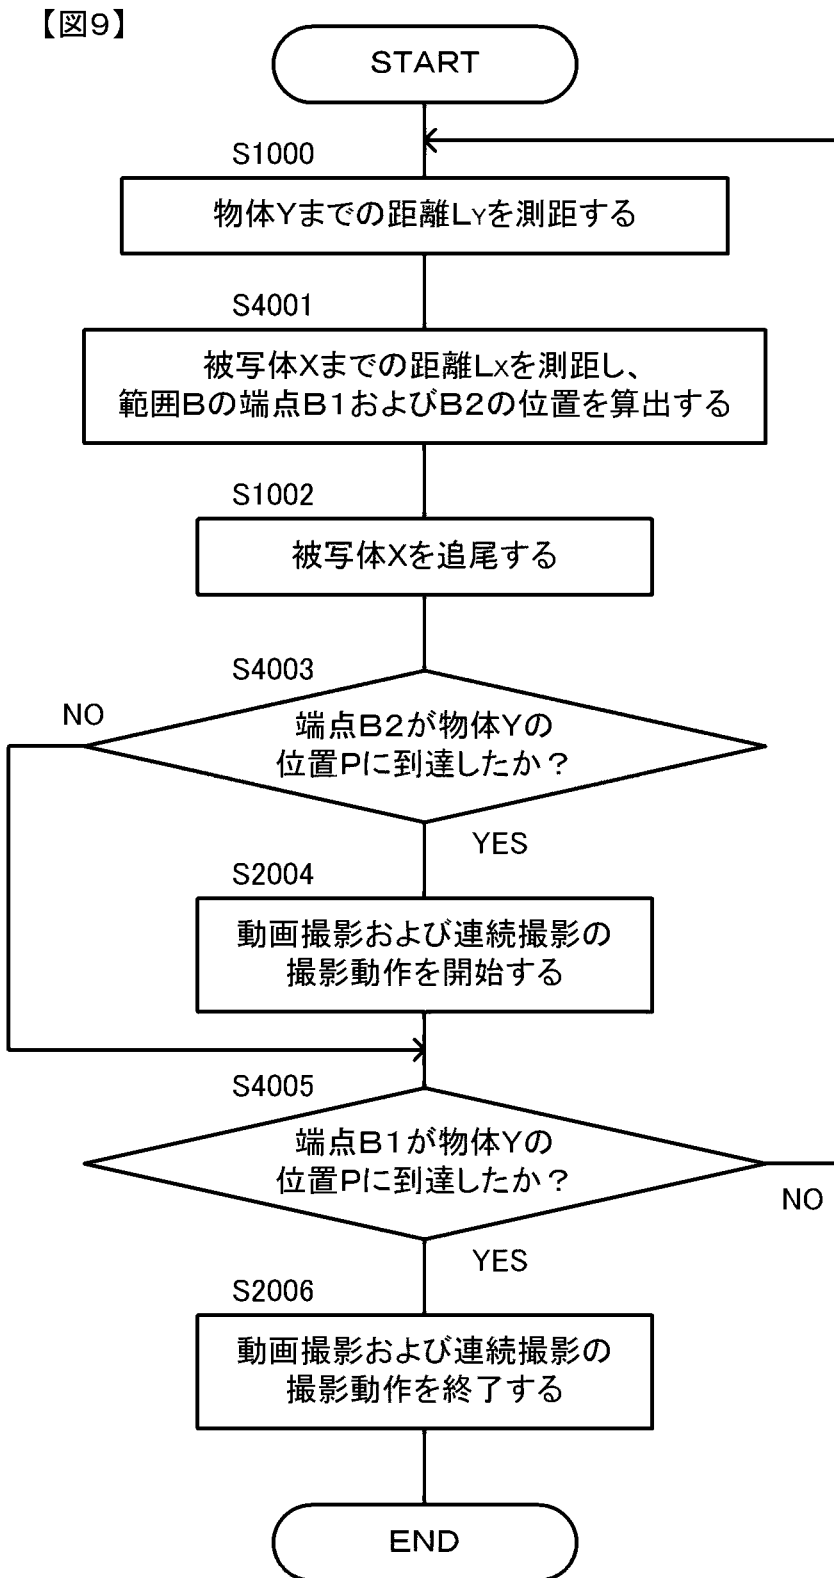 【図9】
START
S1000
物体Yまでの距離LYを測距する
S4001
被写体Xまでの距離LXを測距し、
範囲Bの端点B1およびB2の位置を算出する
S1002
被写体Xを追尾する
S4003
NO
端点B2が物体Yの
位置Pに到達したか？
YES
S2004
動画撮影および連続撮影の
撮影動作を開始する
S4005
端点B1が物体Yの
位置Pに到達したか？
NO
YES
S2006
動画撮影および連続撮影の
撮影動作を終了する
END